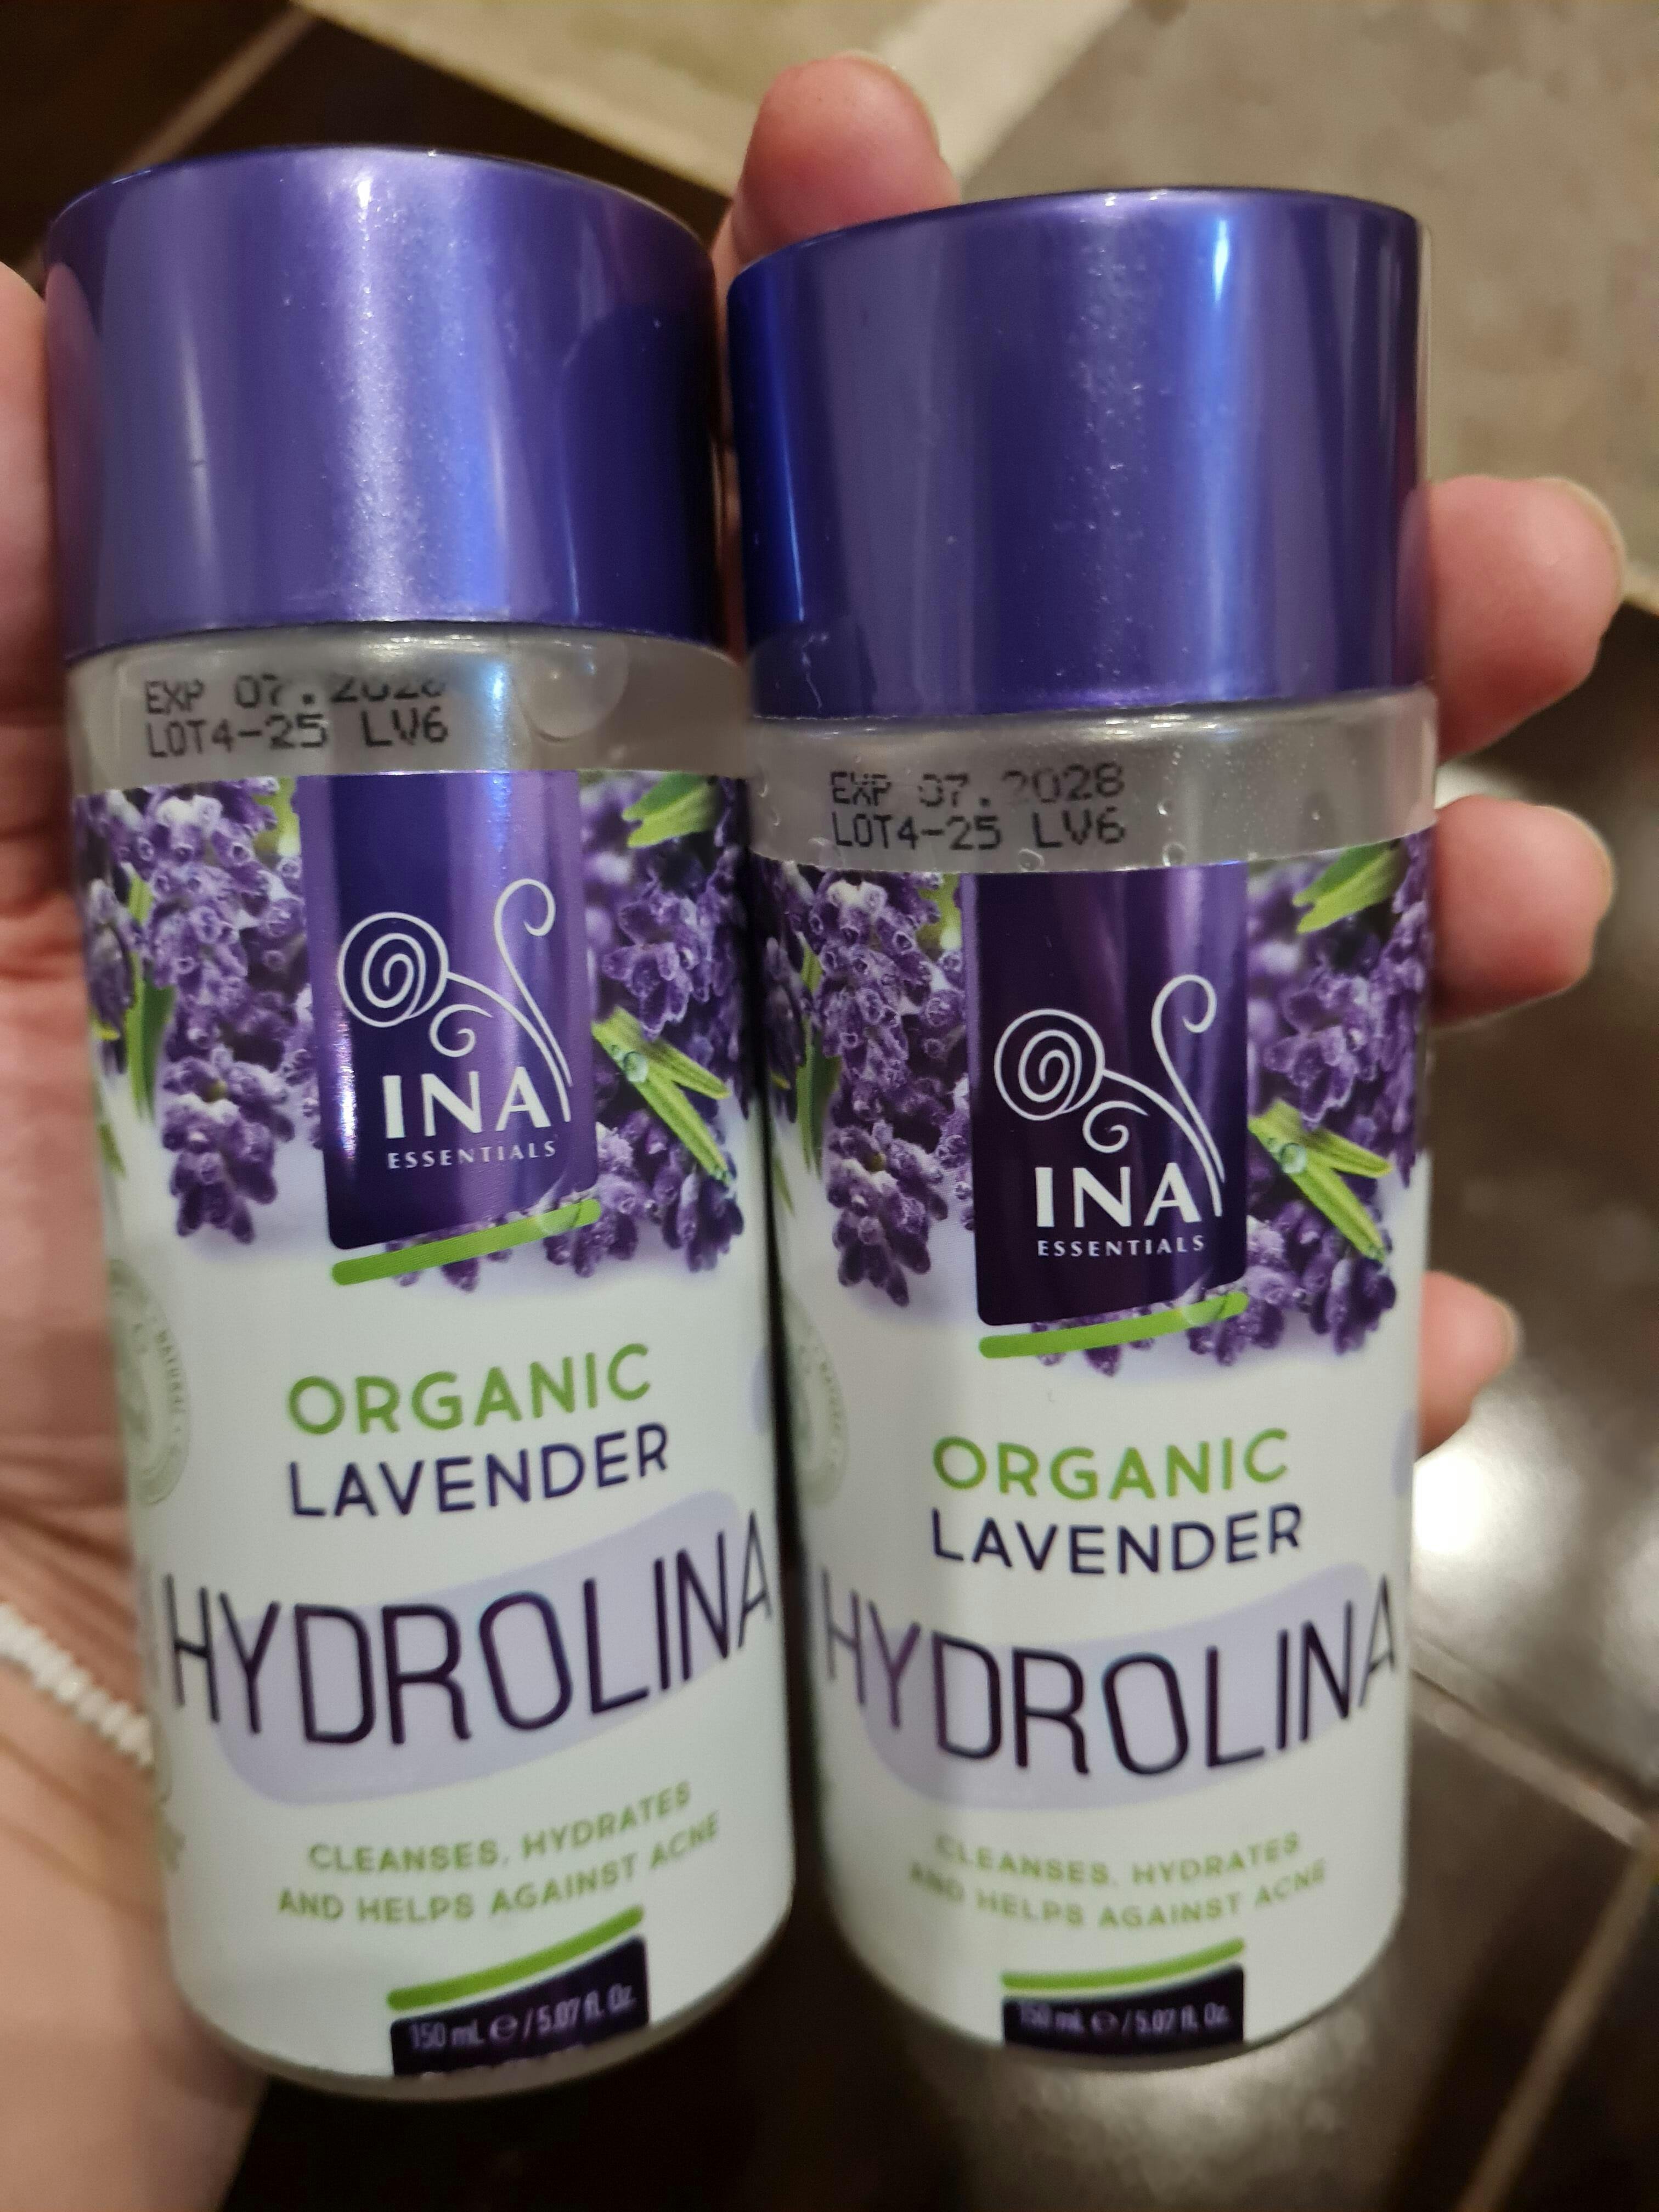 EXP 07.2028
LOT4-25 LV6
INA
ESSENTIALS
ORGANIC
LAVENDER
HYDROLINA
CLEANSES, HYDRATES
AND HELPS AGAINST ACNE
150 mL ℮ / 5.07 fl. Oz.
EXP 07.2028
LOT4-25 LV6
INA
ESSENTIALS
ORGANIC
LAVENDER
HYDROLINA
CLEANSES, HYDRATES
AND HELPS AGAINST ACNE
150 mL ℮ / 5.07 fl. Oz.